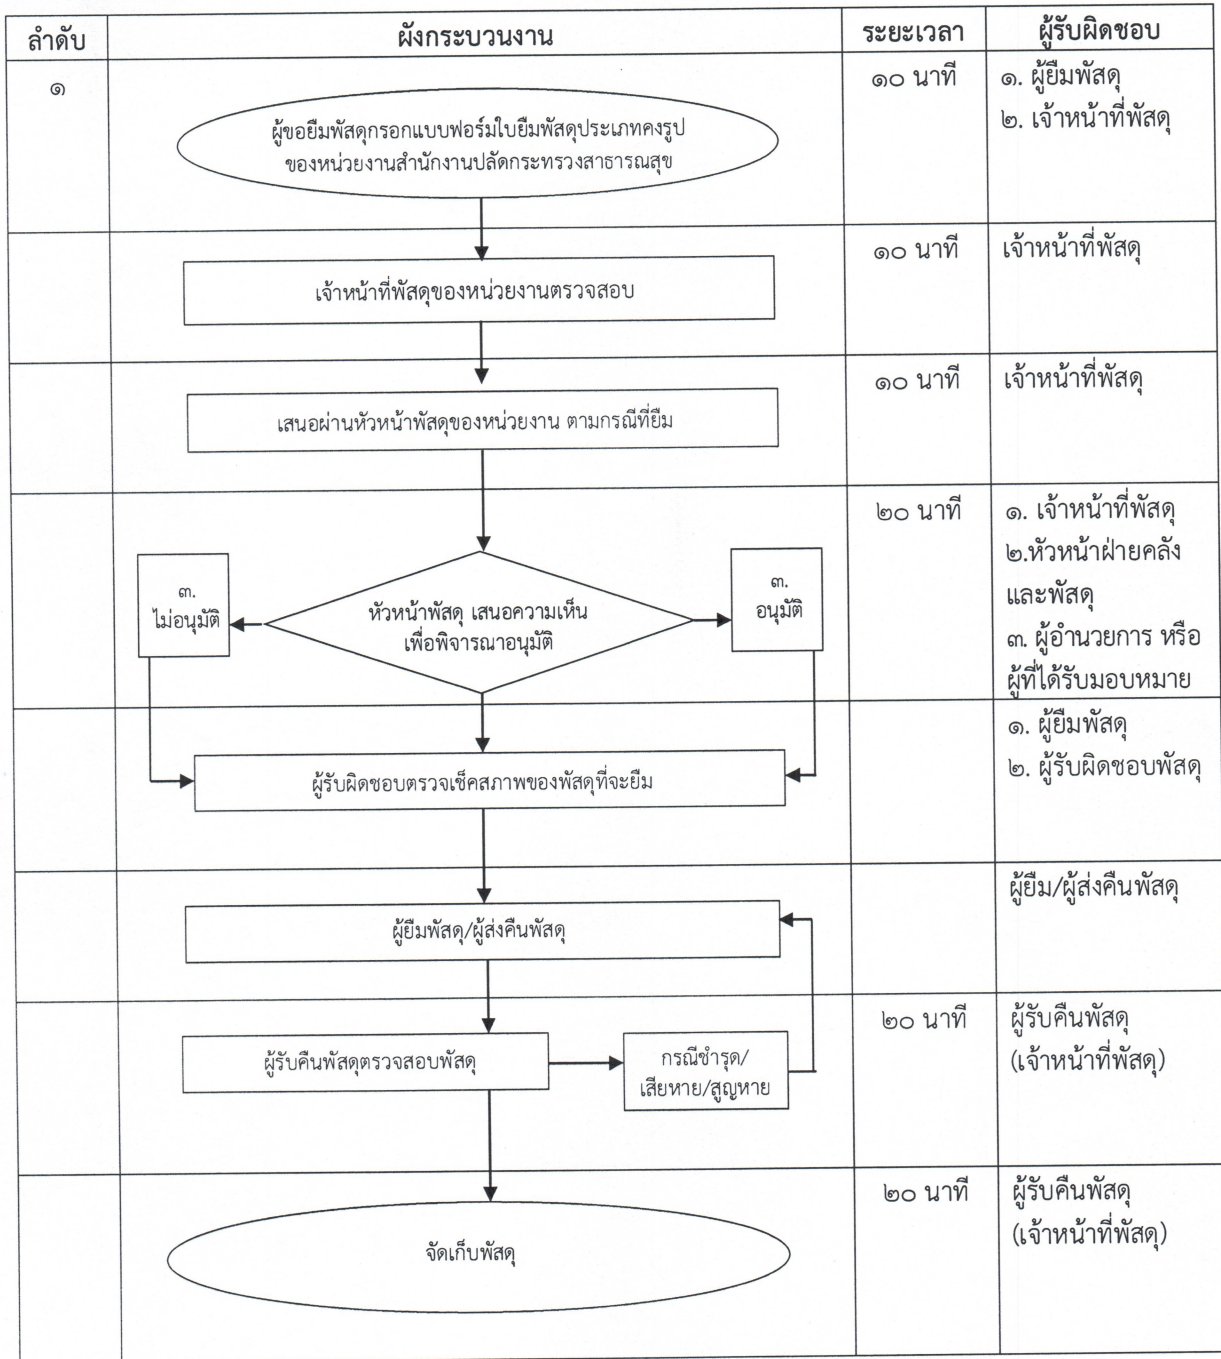 ลำดับ
ผังกระบวนงาน
ระยะเวลา
ผู้รับผิดชอบ
๑
ผู้ขอยืมพัสดุกรอกแบบฟอร์มใบยืมพัสดุประเภทคงรูป
ของหน่วยงานสำนักงานปลัดกระทรวงสาธารณสุข
๑๐ นาที
๑. ผู้ยืมพัสดุ
๒. เจ้าหน้าที่พัสดุ
เจ้าหน้าที่พัสดุของหน่วยงานตรวจสอบ
๑๐ นาที
เจ้าหน้าที่พัสดุ
เสนอผ่านหัวหน้าพัสดุของหน่วยงาน ตามกรณีที่ยืม
๑๐ นาที
เจ้าหน้าที่พัสดุ
๓.
ไม่อนุมัติ
หัวหน้าพัสดุ เสนอความเห็น
เพื่อพิจารณาอนุมัติ
๓.
อนุมัติ
๒๐ นาที
๑. เจ้าหน้าที่พัสดุ
๒.หัวหน้าฝ่ายคลัง
และพัสดุ
๓. ผู้อำนวยการ หรือ
ผู้ที่ได้รับมอบหมาย
ผู้รับผิดชอบตรวจเช็คสภาพของพัสดุที่จะยืม
๑. ผู้ยืมพัสดุ
๒. ผู้รับผิดชอบพัสดุ
ผู้ยืมพัสดุ/ผู้ส่งคืนพัสดุ
ผู้ยืม/ผู้ส่งคืนพัสดุ
ผู้รับคืนพัสดุตรวจสอบพัสดุ
กรณีชำรุด/
เสียหาย/สูญหาย
๒๐ นาที
ผู้รับคืนพัสดุ
(เจ้าหน้าที่พัสดุ)
จัดเก็บพัสดุ
๒๐ นาที
ผู้รับคืนพัสดุ
(เจ้าหน้าที่พัสดุ)